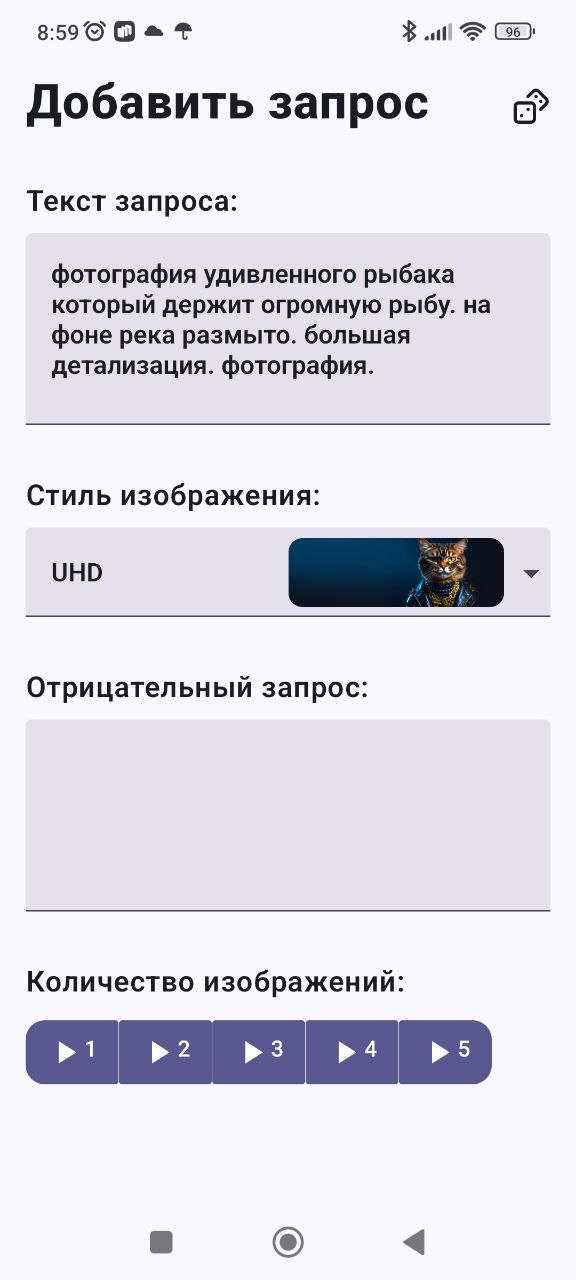 8:59
96
Добавить запрос
Текст запроса:
фотография удивленного рыбака
который держит огромную рыбу. на
фоне река размыто. большая
детализация. фотография.
Стиль изображения:
UHD
Отрицательный запрос:
Количество изображений:
1 2 3 4 5